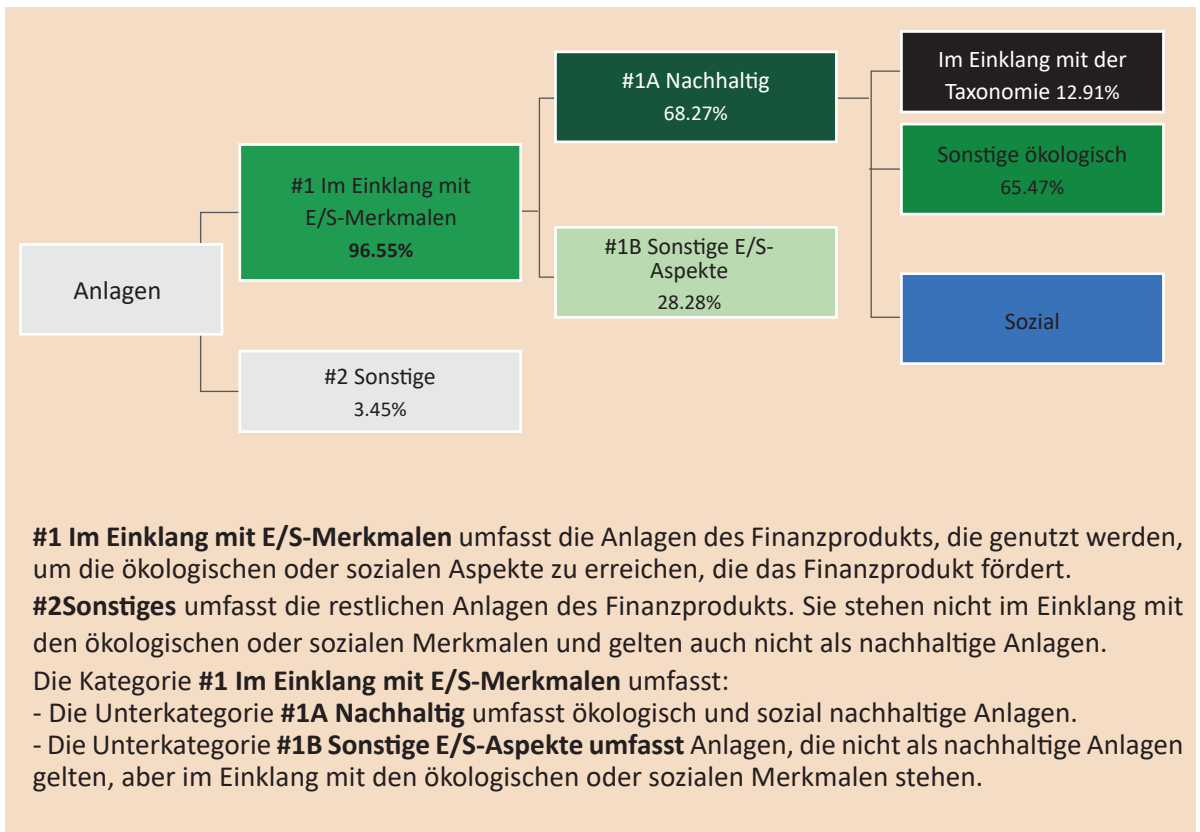 Anlagen
#1 Im Einklang mit
E/S-Merkmalen
96.55%
#2 Sonstige
3.45%
#1A Nachhaltig
68.27%
#1B Sonstige E/S-
Aspekte
28.28%
Im Einklang mit der
Taxonomie 12.91%
Sonstige ökologisch
65.47%
Sozial
#1 Im Einklang mit E/S-Merkmalen umfasst die Anlagen des Finanzprodukts, die genutzt werden,
um die ökologischen oder sozialen Aspekte zu erreichen, die das Finanzprodukt fördert.
#2Sonstiges umfasst die restlichen Anlagen des Finanzprodukts. Sie stehen nicht im Einklang mit
den ökologischen oder sozialen Merkmalen und gelten auch nicht als nachhaltige Anlagen.
Die Kategorie #1 Im Einklang mit E/S-Merkmalen umfasst:
- Die Unterkategorie #1A Nachhaltig umfasst ökologisch und sozial nachhaltige Anlagen.
- Die Unterkategorie #1B Sonstige E/S-Aspekte umfasst Anlagen, die nicht als nachhaltige Anlagen
gelten, aber im Einklang mit den ökologischen oder sozialen Merkmalen stehen.